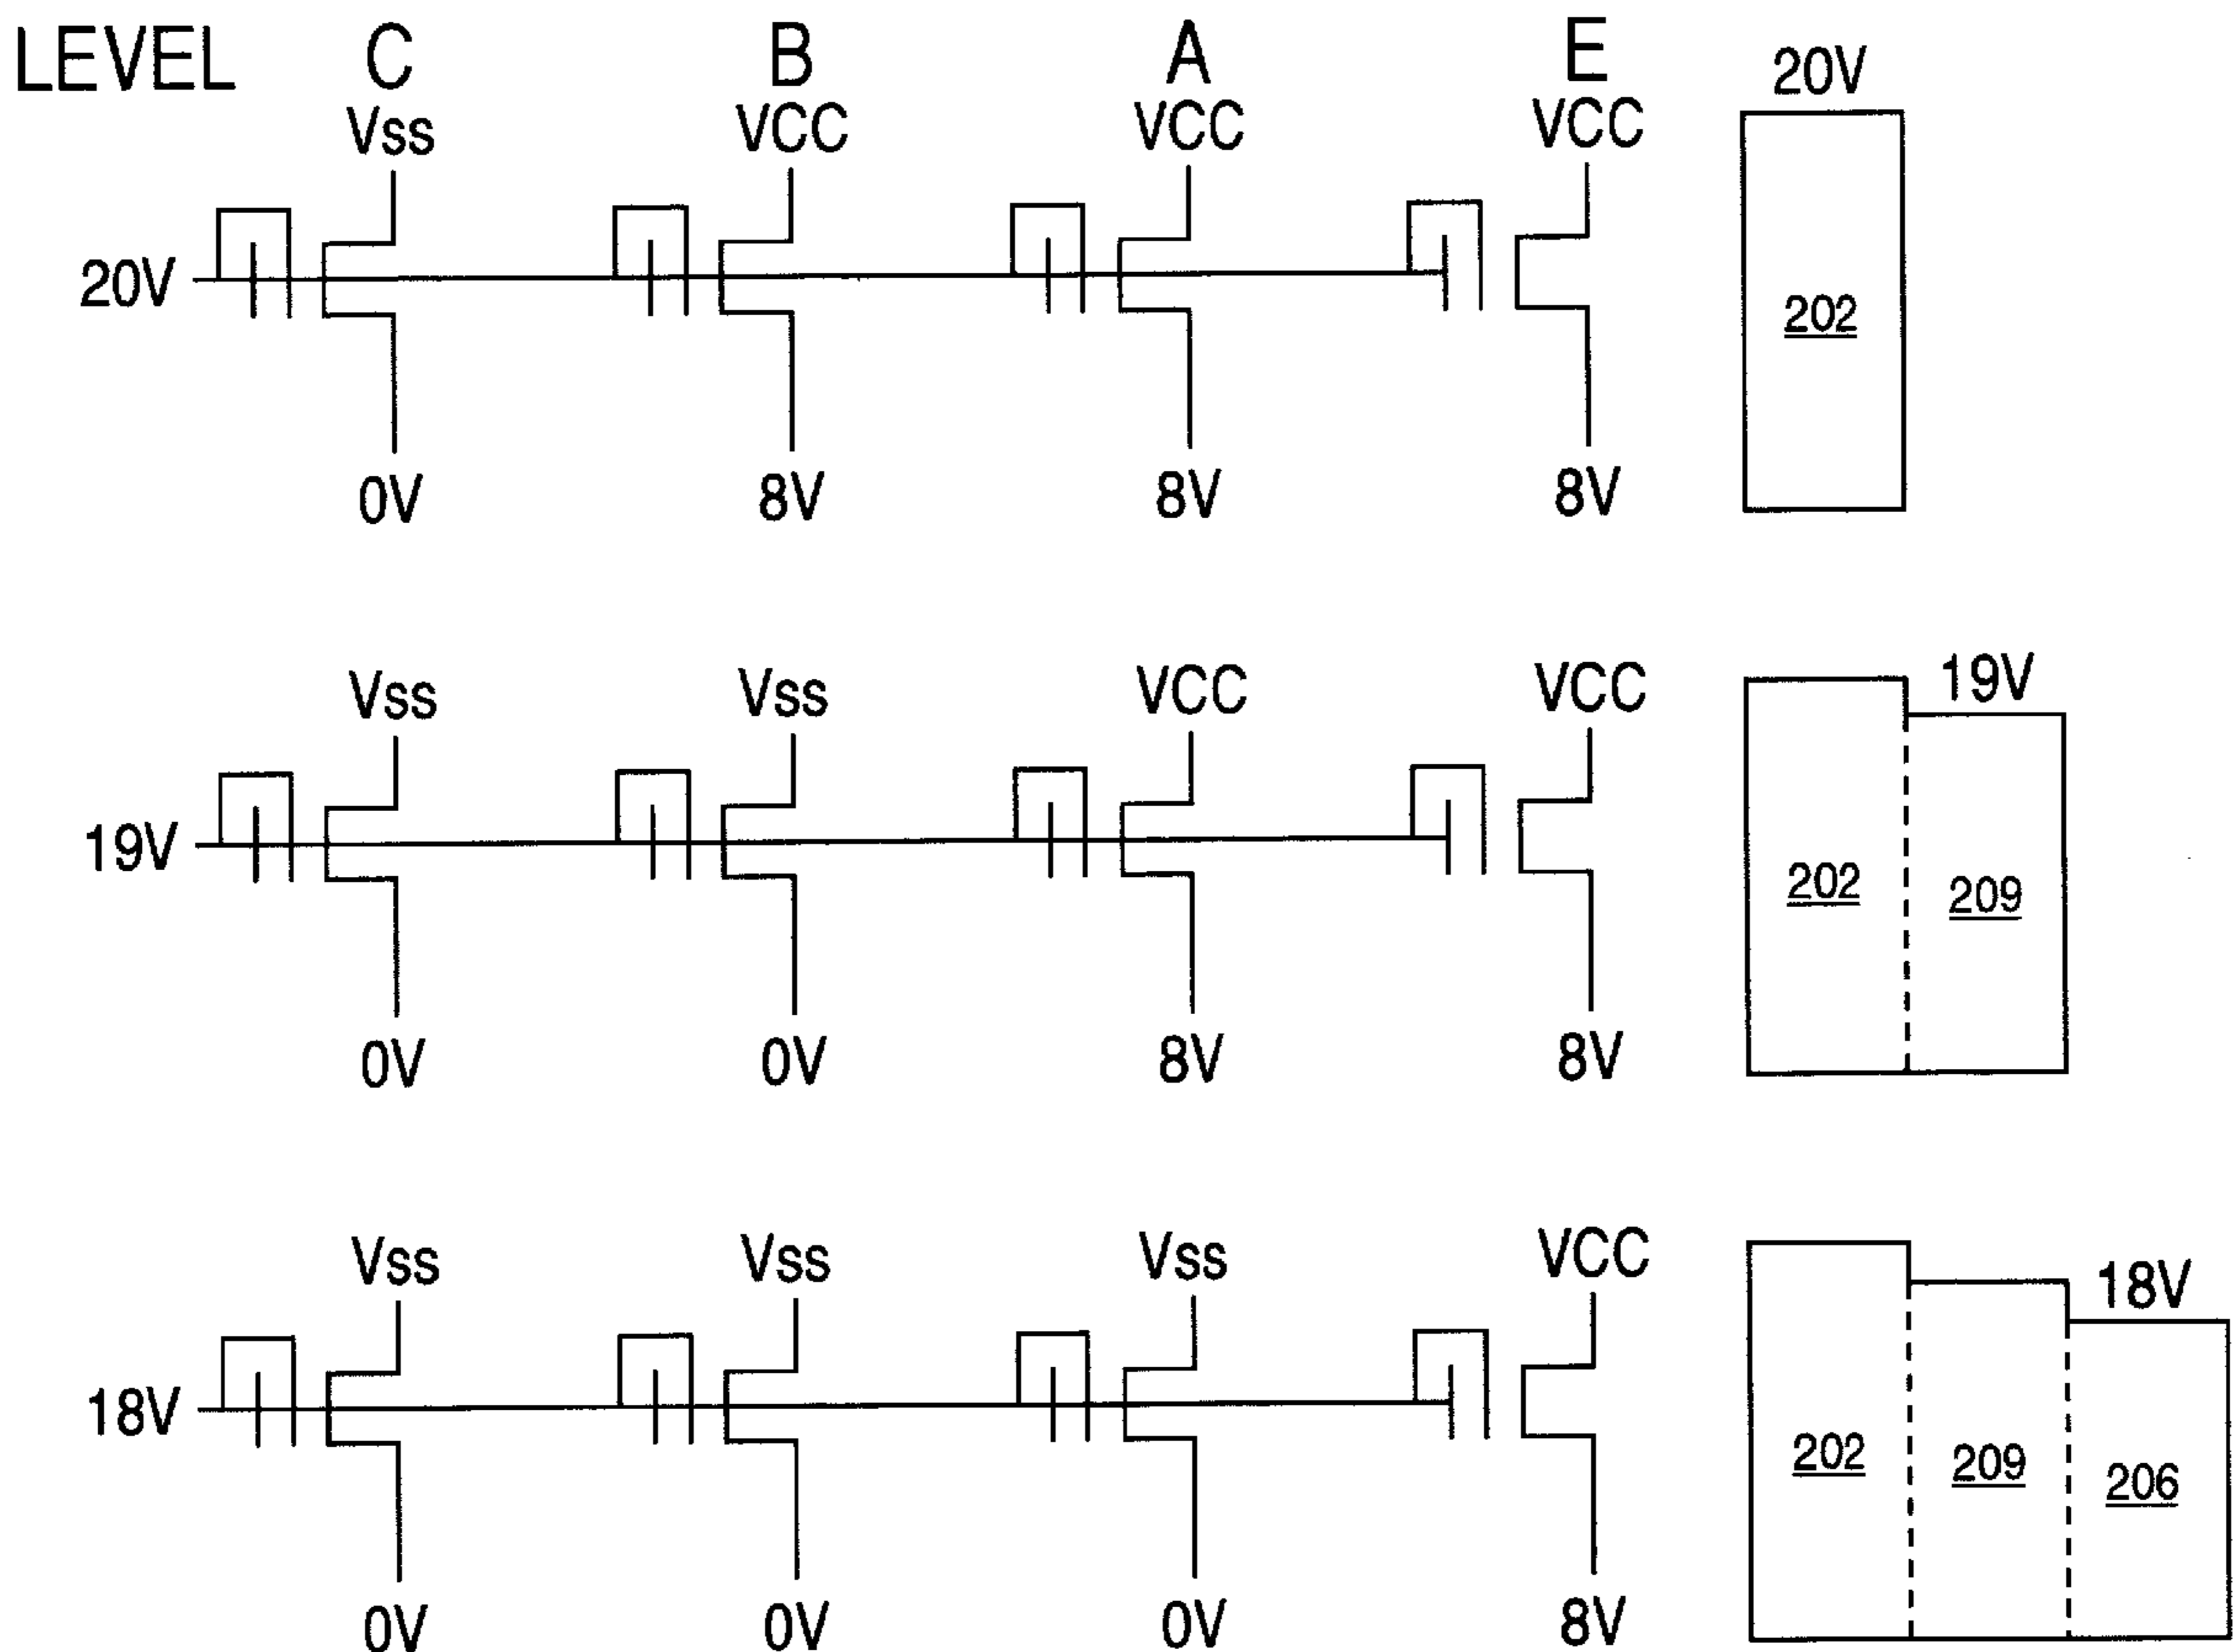 LEVEL C B A E 20V
Vss VCC VCC VCC
20V 202
0V 8V 8V 8V
Vss Vss VCC VCC 19V
19V 202 209
0V 0V 8V 8V
Vss Vss Vss VCC 18V
18V 202 209 206
0V 0V 0V 8V